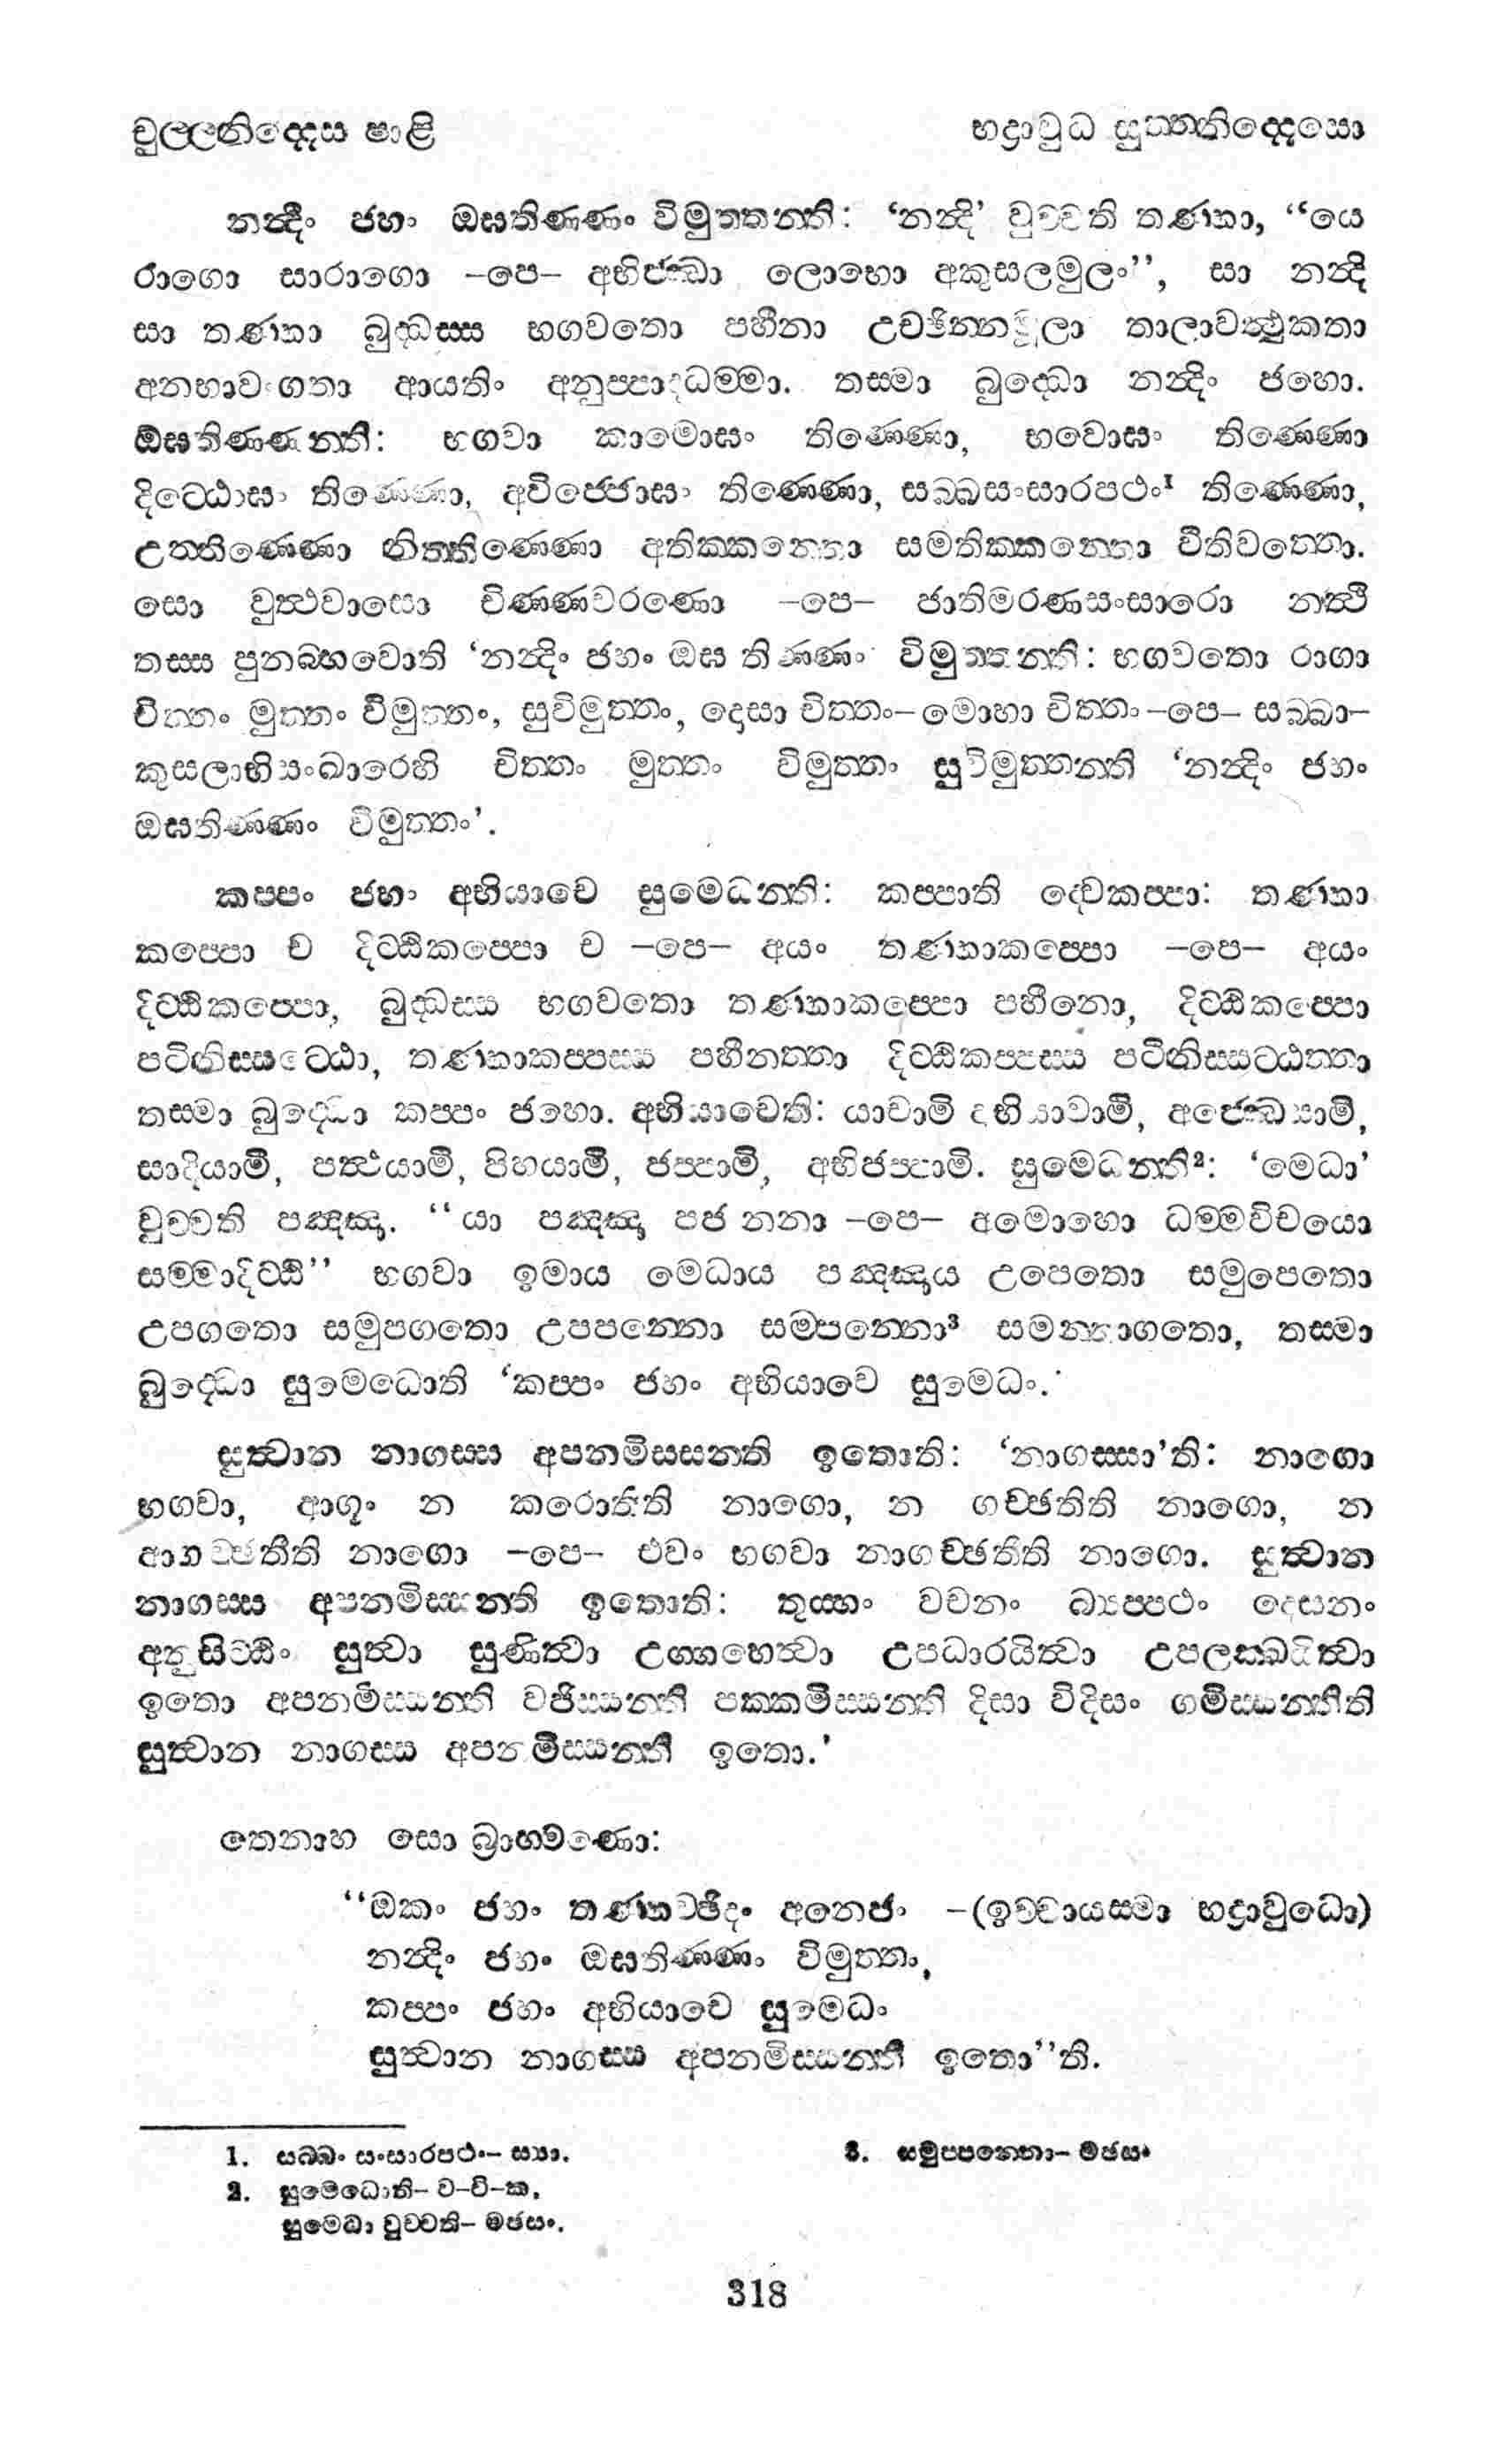 චුල්ලනිද්දෙස පාළි
භද්‍රාවුධ සුත්තනිද්දෙසො
නන්දිං ජහං ඔඝතිණ්ණං විමුත්තන්ති: ‘නන්දි’ වුච්චති තණ්හා, “යො
රාගො සාරාගො –පෙ– අභිජ්ඣා ලොභො අකුසලමූලං”, සා නන්දි
සා තණ්හා බුද්ධස්ස භගවතො පහීනා උච්ඡින්නමූලා තාලාවත්ථුකතා
අනභාවංගතා ආයතිං අනුප්පාදධම්මා. තස්මා බුද්ධො නන්දිං ජහො.
ඔඝතිණ්ණන්ති: භගවා කාමොඝං තිණ්ණො, භවොඝං තිණ්ණො
දිට්ඨොඝං තිණ්ණො, අවිජ්ජොඝං තිණ්ණො, සබ්බසංසාරපථං1 තිණ්ණො,
උත්තිණ්ණො නිත්තිණ්ණො අතික්කන්තො සමතික්කන්තො වීතිවත්තො.
සො වුත්ථවාසො චිණ්ණචරණො –පෙ– ජාතිමරණසංසාරො නත්ථි
තස්ස පුනබ්භවොති ‘නන්දිං ජහං ඔඝ තිණ්ණං විමුත්තන්ති: භගවතො රාගා
චිත්තං මුත්තං විමුත්තං, සුවිමුත්තං, දොසා චිත්තං– මොහා චිත්තං –පෙ– සබ්බා–
කුසලාභිසංඛාරෙහි චිත්තං මුත්තං විමුත්තං සුවිමුත්තන්ති ‘නන්දිං ජහං
ඔඝතිණ්ණං විමුත්තං’.
කප්පං ජහං අභියාචෙ සුමෙධන්ති: කප්පාති ද්වෙකප්පා: තණ්හා
කප්පො ච දිට්ඨිකප්පො ච –පෙ– අයං තණ්හාකප්පො –පෙ– අයං
දිට්ඨිකප්පො, බුද්ධස්ස භගවතො තණ්හාකප්පො පහීනො, දිට්ඨිකප්පො
පටිනිස්සට්ඨො, තණ්හාකප්පස්ස පහීනත්තා දිට්ඨිකප්පස්ස පටිනිස්සට්ඨත්තා
තස්මා බුද්ධො කප්පං ජහො. අභියාචෙති: යාචාමි අභියාචාමි, අජ්ඣෙසාමි,
සාදියාමි, පත්ථයාමි, පිහයාමි, ජප්පාමි, අභිජප්පාමි. සුමෙධන්ති2: ‘මෙධා’
වුච්චති පඤ්ඤා. “යා පඤ්ඤා පජානනා –පෙ– අමොහො ධම්මවිචයො
සම්මාදිට්ඨි” භගවා ඉමාය මෙධාය පඤ්ඤාය උපෙතො සමුපෙතො
උපගතො සමුපගතො උපපන්නො සම්පන්නො3 සමන්නාගතො, තස්මා
බුද්ධො සුමෙධොති ‘කප්පං ජහං අභියාචෙ සුමෙධං.’
සුත්වාන නාගස්ස අපනමිස්සන්ති ඉතොති: ‘නාගස්සා’ති: නාගො
භගවා, ආගුං න කරොතීති නාගො, න ගච්ඡතීති නාගො, න
ආගච්ඡතීති නාගො –පෙ– එවං භගවා නාගච්ඡතීති නාගො. සුත්වාන
නාගස්ස අපනමිස්සන්ති ඉතොති: තුය්හං වචනං බ්‍යප්පථං දෙසනං
අනුසිට්ඨිං සුත්වා සුණිත්වා උග්ගහෙත්වා උපධාරයිත්වා උපලක්ඛයිත්වා
ඉතො අපනමිස්සන්ති වජිස්සන්ති පක්කමිස්සන්ති දිසා විදිසං ගමිස්සන්තීති
සුත්වාන නාගස්ස අපනමිස්සන්ති ඉතො.’
තෙනාහ සො බ්‍රාහ්මණො:
“ඔකං ජහං තණ්හච්ඡිදං අනෙජං –(ඉච්චායස්මා භද්‍රාවුධො)
නන්දිං ජහං ඔඝතිණ්ණං විමුත්තං,
කප්පං ජහං අභියාචෙ සුමෙධං
සුත්වාන නාගස්ස අපනමිස්සන්ති ඉතො”ති.
1. සබ්බං සංසාරපථං– ස්‍යා.
3. සමුප්පන්නො– මජසං
2. සුමෙධොති– ව–වි–ක,
සුමෙධා වුච්චති– මජසං.
318